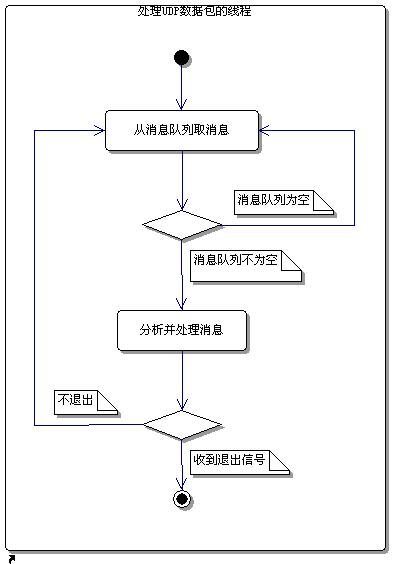 处理UDP数据包的线程
从消息队列取消息
消息队列为空
消息队列不为空
分析并处理消息
不退出
收到退出信号